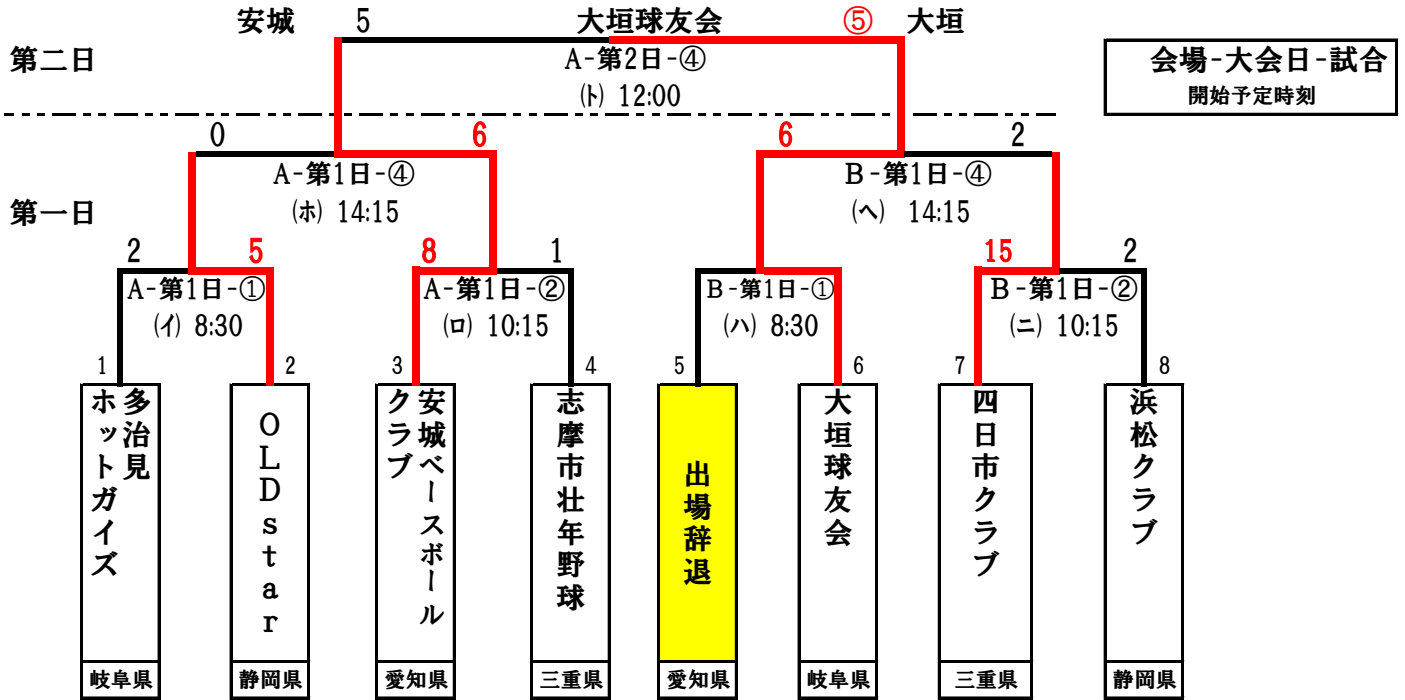 安城 5 大垣球友会 ⑤ 大垣
第二日
A-第2日-④
(ト) 12:00
会場-大会日-試合
開始予定時刻
0 6 6 2
A-第1日-④ B-第1日-④
(ホ) 14:15 (ヘ) 14:15
第一日
2 5 8 1 15 2
A-第1日-① A-第1日-② B-第1日-① B-第1日-②
(イ) 8:30 (ロ) 10:15 (ハ) 8:30 (ニ) 10:15
1 2 3 4 5 6 7 8
多治見
ホットガイズ
OLDstar
安城ベースボール
クラブ
志摩市壮年野球
出場辞退
大垣球友会
四日市クラブ
浜松クラブ
岐阜県 静岡県 愛知県 三重県 愛知県 岐阜県 三重県 静岡県